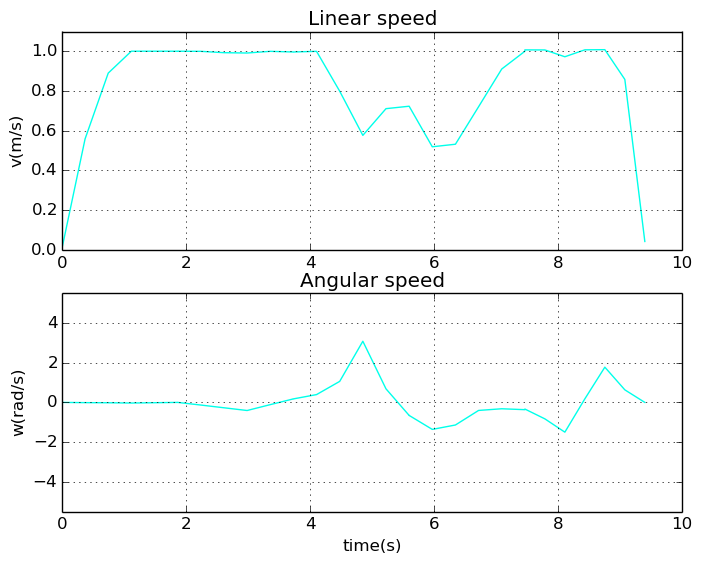 Linear speed
1.0
0.8
0.6
0.4
0.2
0.0
v(m/s)
0 2 4 6 8 10
Angular speed
4
2
0
−2
−4
w(rad/s)
0 2 4 6 8 10
time(s)